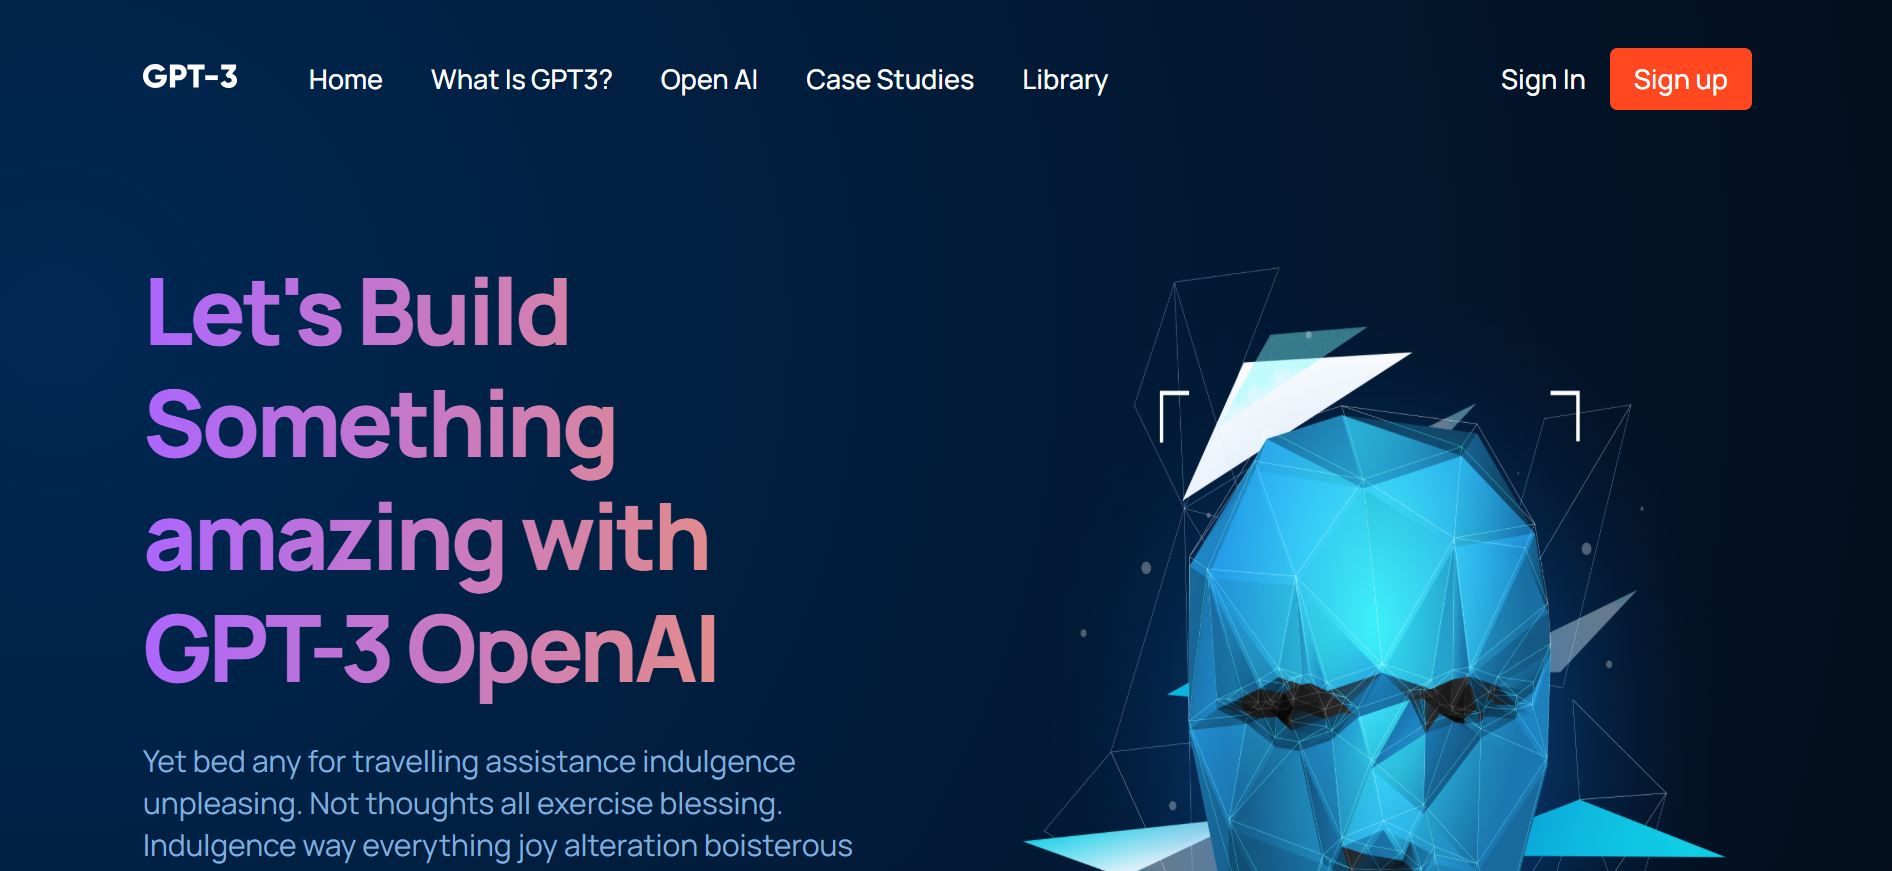 GPT-3 Home What Is GPT3? Open AI Case Studies Library Sign In Sign up
Let's Build
Something
amazing with
GPT-3 OpenAI
Yet bed any for travelling assistance indulgence
unpleasing. Not thoughts all exercise blessing.
Indulgence way everything joy alteration boisterous